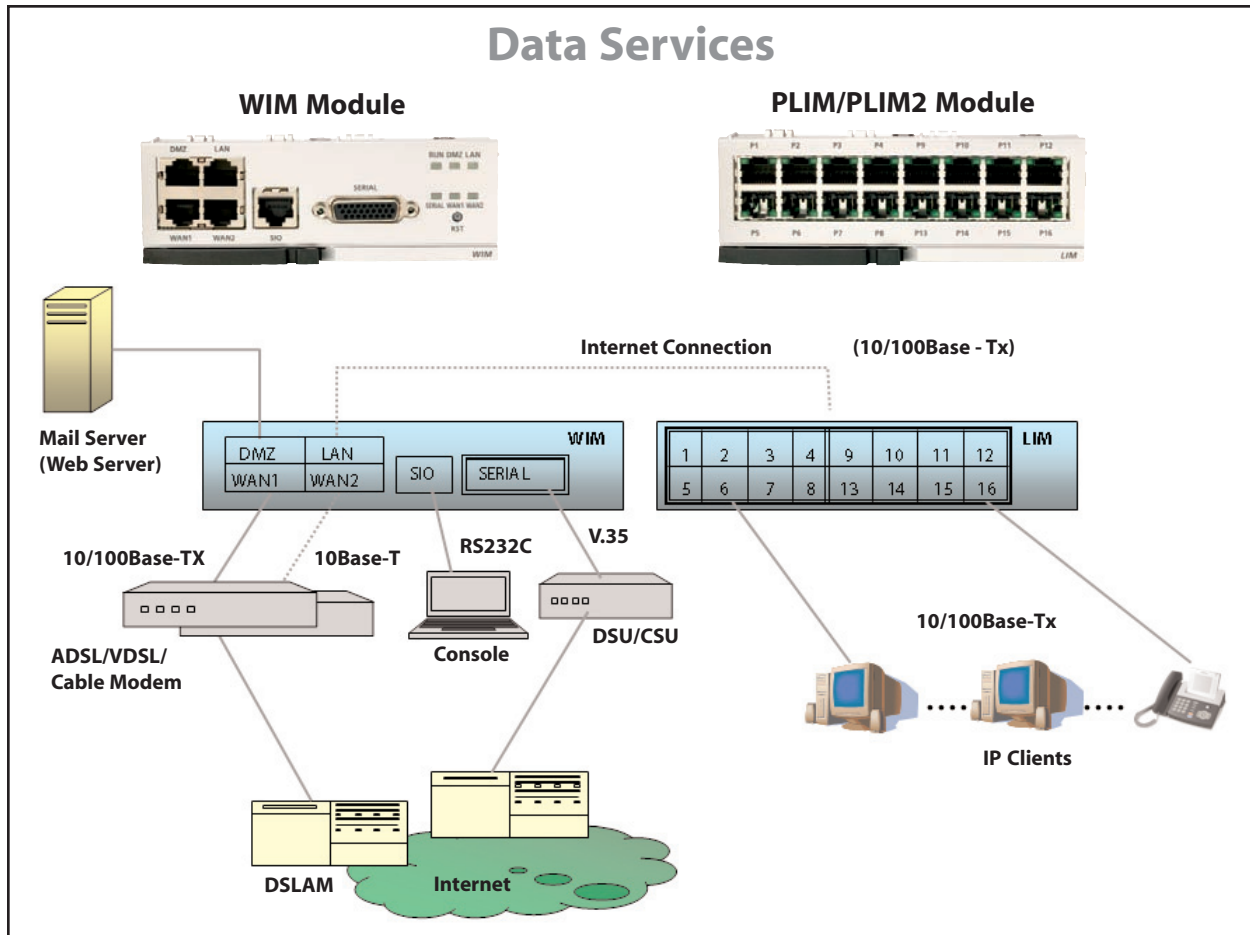 Data Services
WIM Module
PLIM/PLIM2 Module
DMZ LAN
RUN DMZ LAN
SERIAL
SERIAL WAN1 WAN2
RST
WAN1 WAN2 SIO
WIM
P1 P2 P3 P4 P9 P10 P11 P12
P5 P6 P7 P8 P13 P14 P15 P16
LIM
Internet Connection (10/100Base - Tx)
Mail Server
(Web Server)
WIM
DMZ LAN
WAN1 WAN2
SIO
SERIAL
LIM
1 2 3 4 9 10 11 12
5 6 7 8 13 14 15 16
10/100Base-TX
10Base-T
RS232C
V.35
ADSL/VDSL/
Cable Modem
Console
DSU/CSU
10/100Base-Tx
IP Clients
DSLAM
Internet